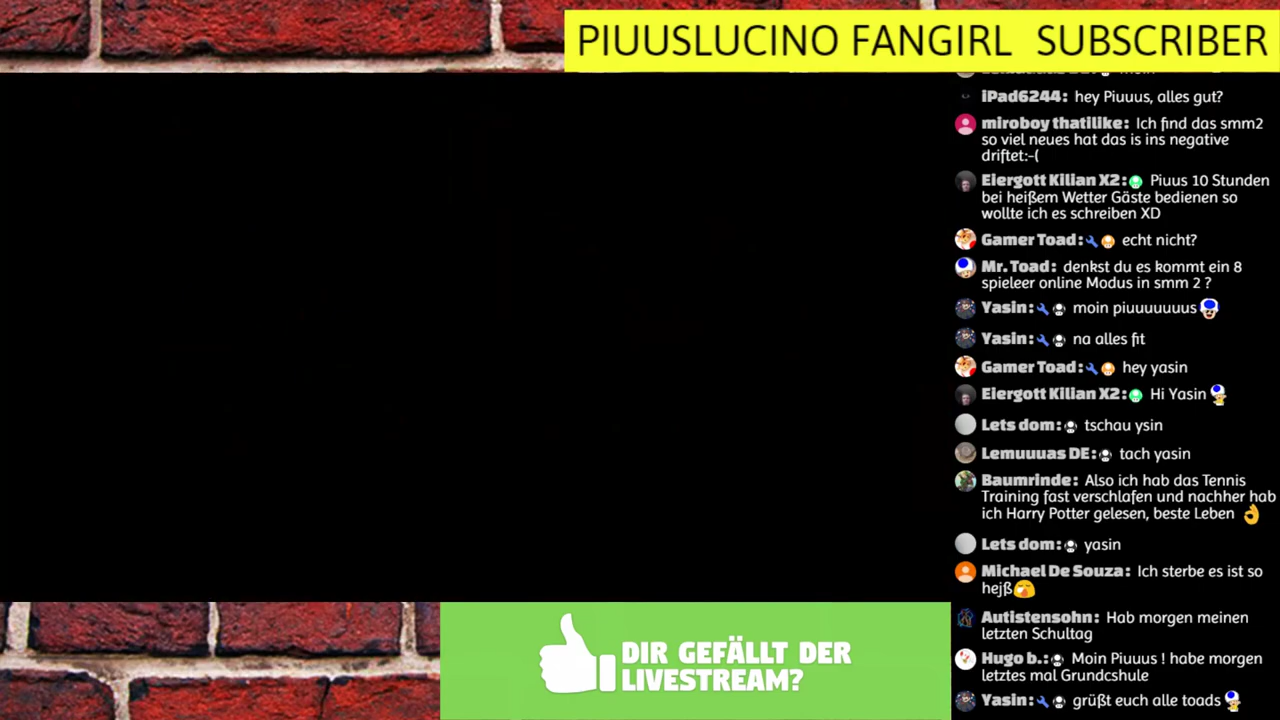 PIUUSLUCINO FANGIRL SUBSCRIBER
iPad6244: hey Piuuus, alles gut?
miroboy thatilike: Ich find das smm2
so viel neues hat das is ins negative
driftet:-(
Eiergott Kilian X2: Piuus 10 Stunden
bei heißem Wetter Gäste bedienen so
wollte ich es schreiben XD
Gamer Toad: echt nicht?
Mr. Toad: denkst du es kommt ein 8
spieleer online Modus in smm 2 ?
Yasin: moin piuuuuuuus
Yasin: na alles fit
Gamer Toad: hey yasin
Eiergott Kilian X2: Hi Yasin
Lets dom: tschau ysin
Lemuuuas DE: tach yasin
Baumrinde: Also ich hab das Tennis
Training fast verschlafen und nachher hab
ich Harry Potter gelesen, beste Leben
Lets dom: yasin
Michael De Souza: Ich sterbe es ist so
hejß
Autistensohn: Hab morgen meinen
letzten Schultag
Hugo b.: Moin Piuuus ! habe morgen
letztes mal Grundcshule
Yasin: grüßt euch alle toads
DIR GEFÄLLT DER
LIVESTREAM?